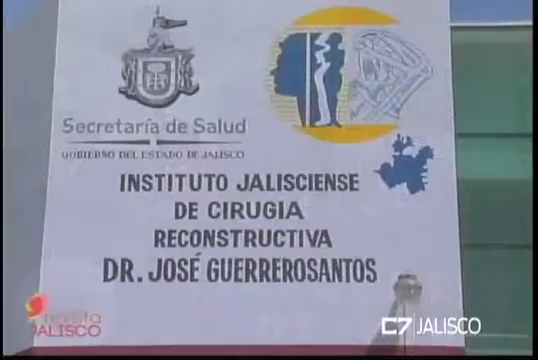 Secretaría de Salud
GOBIERNO DEL ESTADO DE JALISCO
INSTITUTO JALISCIENSE
DE CIRUGIA
RECONSTRUCTIVA
DR. JOSÉ GUERREROSANTOS
revista
JALISCO
C7 JALISCO